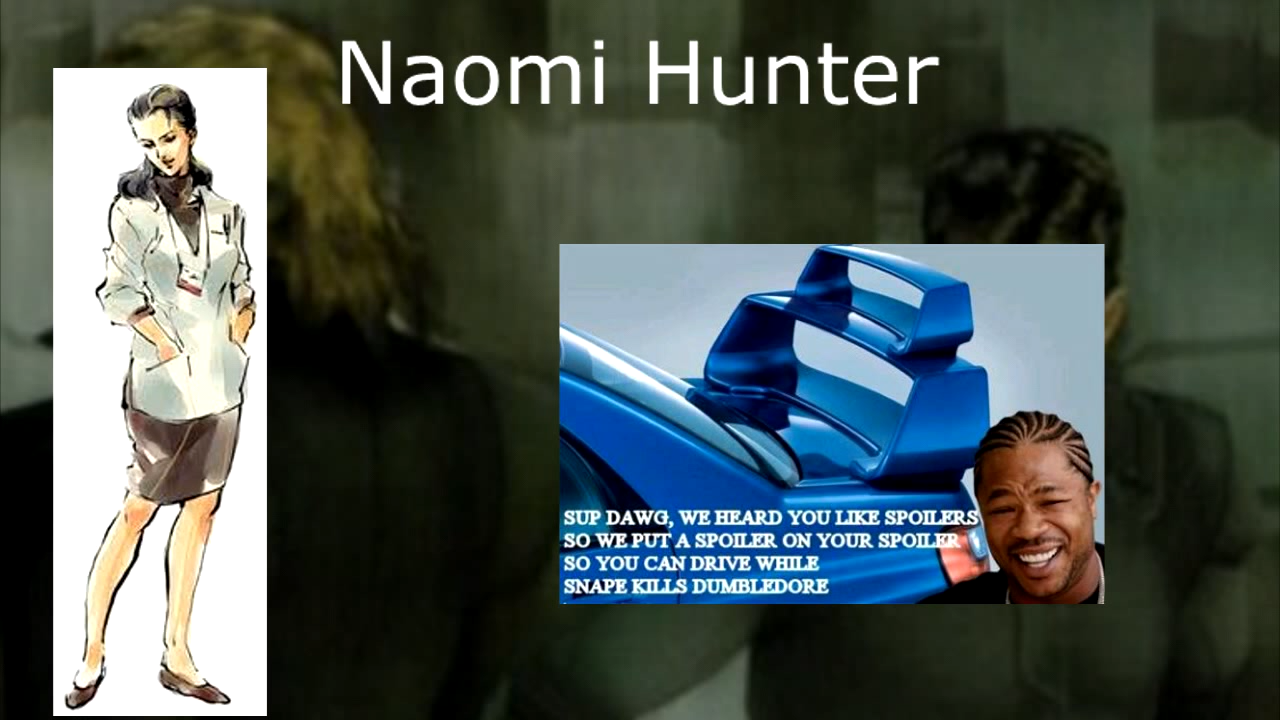 Naomi Hunter
SUP DAWG, WE HEARD YOU LIKE SPOILERS
SO WE PUT A SPOILER ON YOUR SPOILER
SO YOU CAN DRIVE WHILE
SNAPE KILLS DUMBLEDORE